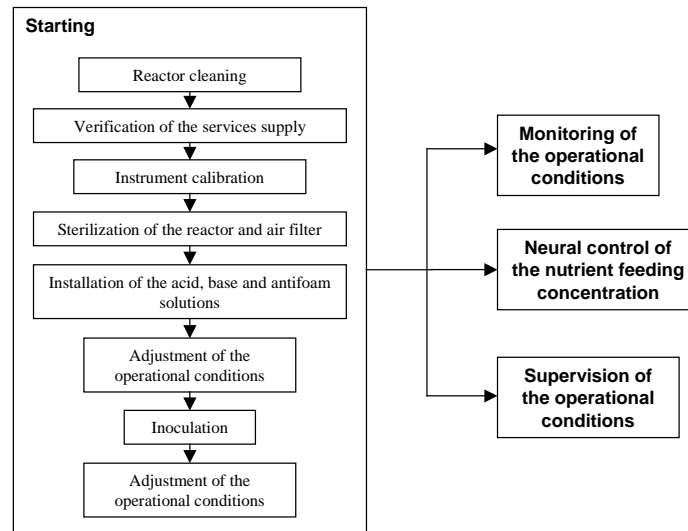 Starting
Reactor cleaning
Verification of the services supply
Instrument calibration
Sterilization of the reactor and air filter
Installation of the acid, base and antifoam
solutions
Adjustment of the
operational conditions
Inoculation
Adjustment of the
operational conditions
Monitoring of
the operational
conditions
Neural control of
the nutrient feeding
concentration
Supervision of
the operational
conditions